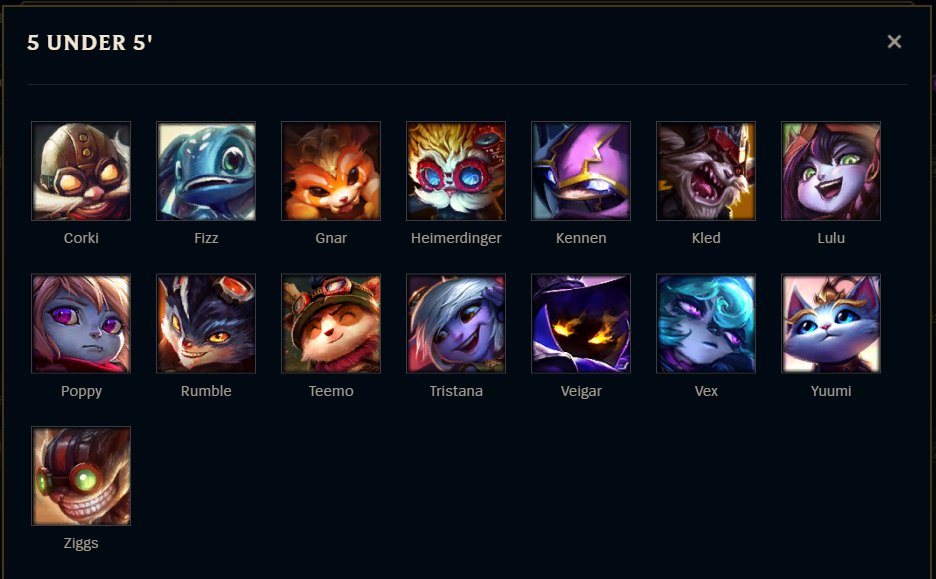 5 UNDER 5'
Corki Fizz Gnar Heimerdinger Kennen Kled Lulu
Poppy Rumble Teemo Tristana Veigar Vex Yuumi
Ziggs